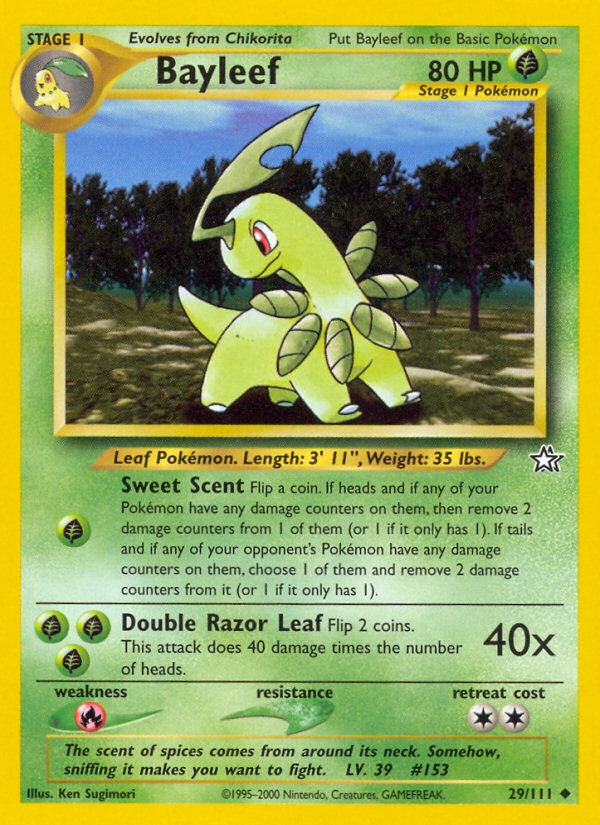 STAGE 1 Evolves from Chikorita Put Bayleef on the Basic Pokémon
Bayleef 80 HP
Stage 1 Pokémon
Leaf Pokémon. Length: 3' 11", Weight: 35 lbs.
Sweet Scent Flip a coin. If heads and if any of your
Pokémon have any damage counters on them, then remove 2
damage counters from 1 of them (or 1 if it only has 1). If tails
and if any of your opponent's Pokémon have any damage
counters on them, choose 1 of them and remove 2 damage
counters from it (or 1 if it only has 1).
Double Razor Leaf Flip 2 coins.
This attack does 40 damage times the number
of heads.
40x
weakness resistance retreat cost
The scent of spices comes from around its neck. Somehow,
sniffing it makes you want to fight. LV. 39 #153
Illus. Ken Sugimori ©1995-2000 Nintendo, Creatures, GAMEFREAK. 29/111